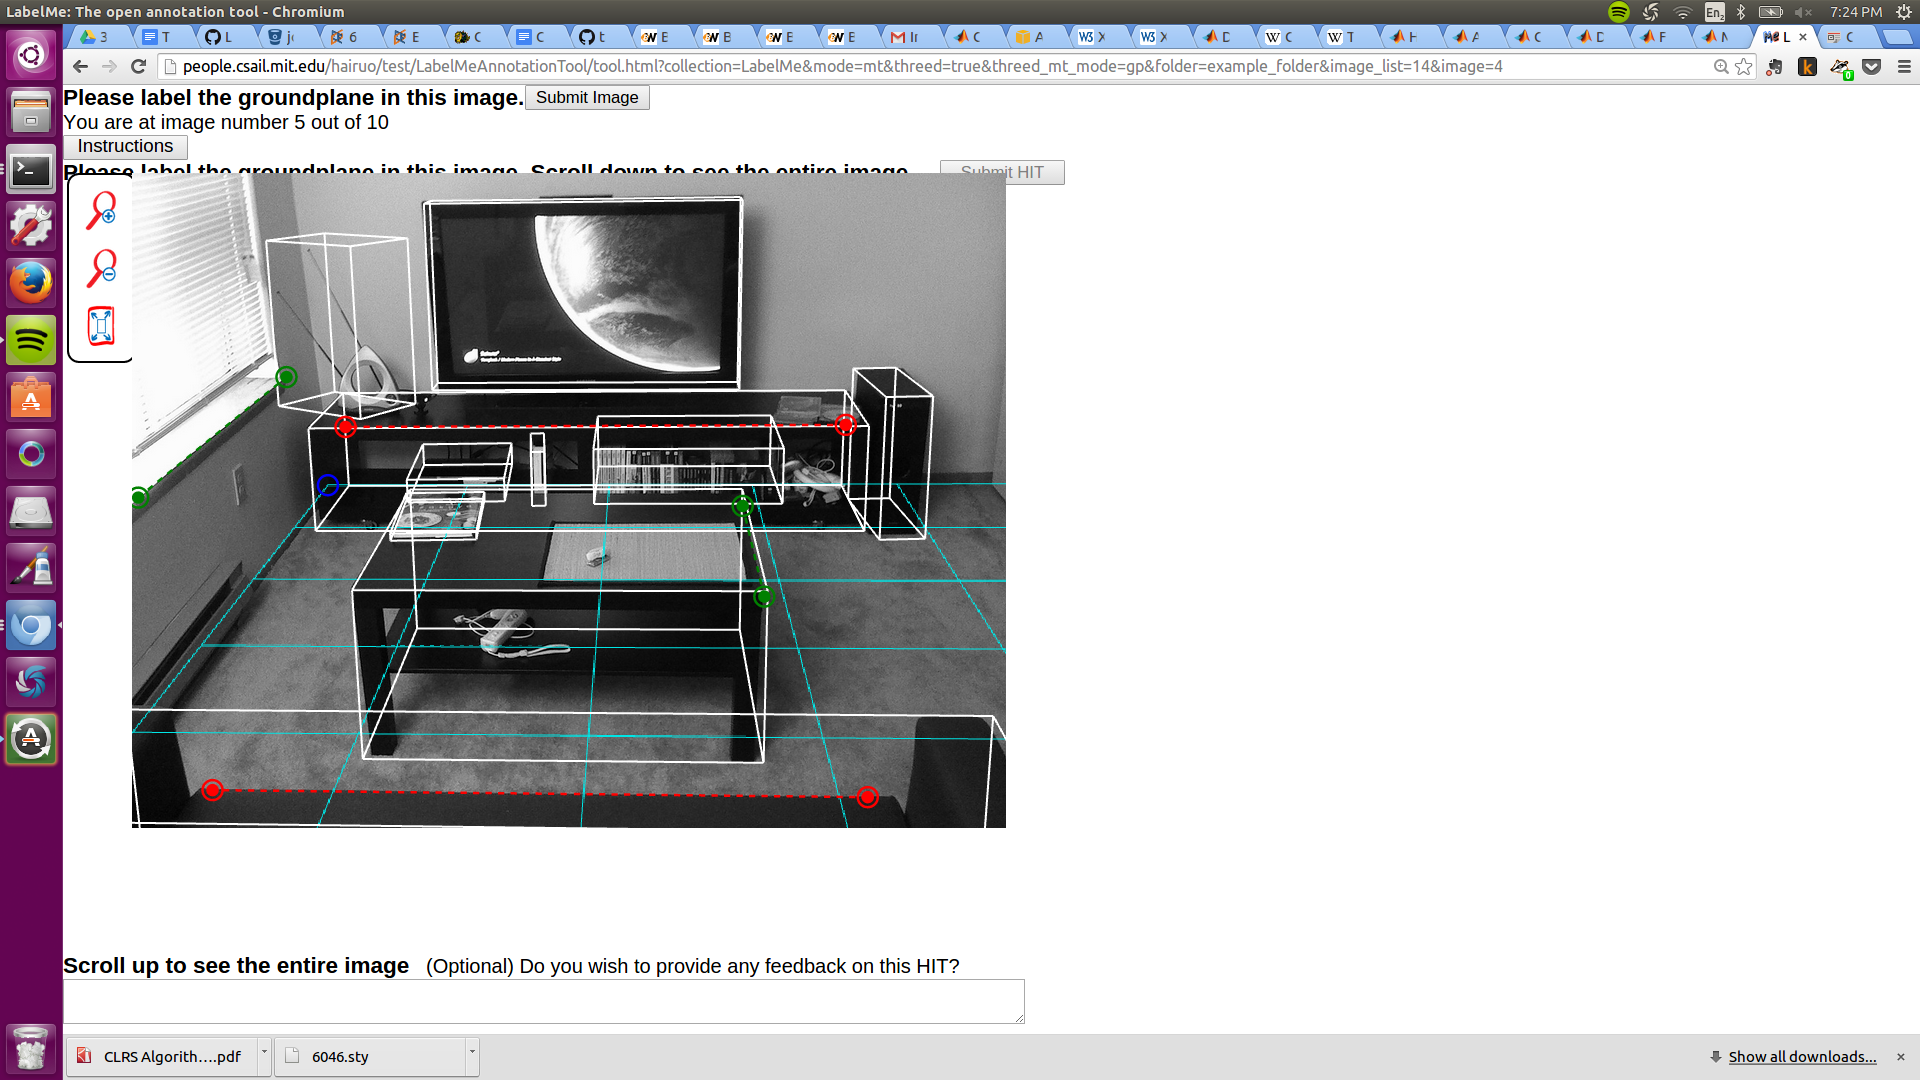 LabelMe: The open annotation tool - Chromium
En2
7:24 PM
3
T
L
6
E
C
C
t
E
E
E
E
C
A
X
X
C
C
T
H
A
C
C
F
L
C
people.csail.mit.edu/hairuo/test/LabelMeAnnotationTool/tool.html?collection=LabelMe&mode=mt&threed=true&threed_mt_mode=gp&folder=example_folder&image_list=14&image=4
Please label the groundplane in this image. Submit Image
You are at image number 5 out of 10
Instructions
Please label the groundplane in this image. Scroll down to see the entire image. Submit HIT
Scroll up to see the entire image (Optional) Do you wish to provide any feedback on this HIT?
CLRS Algorith....pdf
6046.sty
Show all downloads...